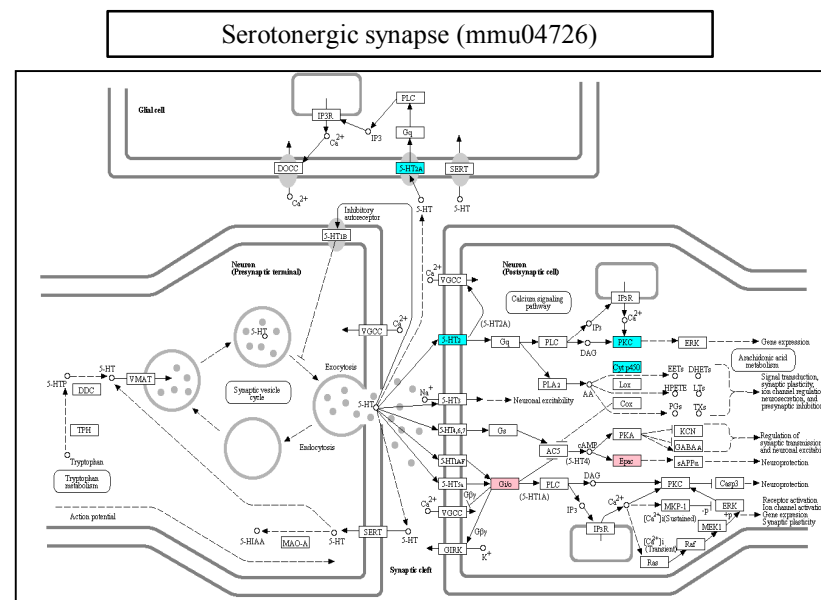 Serotonergic synapse (mmu04726)
Glial cell
IP3R
PLC
Ca2+
IP3
Gq
DOCC
5-HT2A
SERT
Ca2+
5-HT
5-HT
Inhibitory
autoreceptor
5-HT1B
Neuron
(Presynaptic terminal)
Neuron
(Postsynaptic cell)
Ca2+
VGCC
Calcium signaling
pathway
IP3R
Ca2+
IP3
(5-HT2A)
5-HT
VGCC
Ca2+
5-HT2
Gq
PLC
DAG
PKC
ERK
Gene expression
Cyt p450
Arachidonic acid
metabolism
5-HTP
5-HT
DDC
VMAT
Exocytosis
Synaptic vesicle
cycle
PLA2
AA
Lox
Cox
EETs
DHETs
HPETE
LTs
PGs
TXs
Signal transduction,
synaptic plasticity,
ion channel regulation
neurosecretion, and
presynaptic inhibition
Na+
5-HT3
Neuronal excitability
5-HT
TPH
Endocytosis
5-HT4,6,7
Gs
AC5
cAMP
(5-HT4)
PKA
KCN
GABAA
Regulation of
synaptic transmission
and neuronal excitability
Epac
sAPPα
Neuroprotection
Tryptophan
Tryptophan
metabolism
5-HT1A/F
5-HT5A
Gi/o
(5-HT1A)
PLC
DAG
PKC
Casp3
Neuroprotection
Ca2+
Gβγ
VGCC
IP3
Ca2+
MKP-1
-P
ERK
Receptor activation
Ion channel activation
Gene expression
Synaptic plasticity
Action potential
[Ca2+]i(Sustained)
+P
MEK1
5-HIAA
MAO-A
5-HT
SERT
5-HT
Gβγ
IP3R
[Ca2+]i
(Transient)
Raf
Ras
GIRK
K+
Synaptic cleft